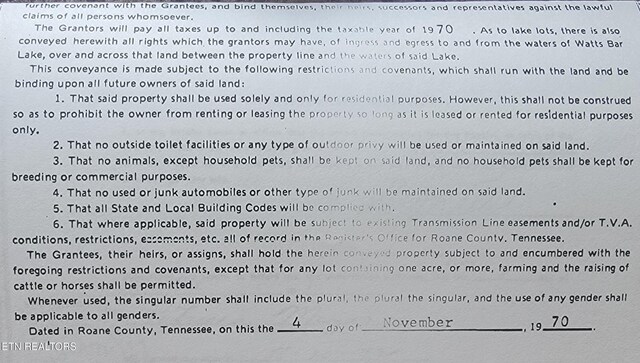 further covenant with the Grantees, and bind themselves, their heirs, successors and representatives against the lawful
claims of all persons whomsoever.
The Grantors will pay all taxes up to and including the taxable year of 1970 . As to lake lots, there is also
conveyed herewith all rights which the grantors may have, of ingress and egress to and from the waters of Watts Bar
Lake, over and across that land between the property line and the waters of said Lake.
This conveyance is made subject to the following restrictions and covenants, which shall run with the land and be
binding upon all future owners of said land:
1. That said property shall be used solely and only for residential purposes. However, this shall not be construed
so as to prohibit the owner from renting or leasing the property so long as it is leased or rented for residential purposes
only.
2. That no outside toilet facilities or any type of outdoor privy will be used or maintained on said land.
3. That no animals, except household pets, shall be kept on said land, and no household pets shall be kept for
breeding or commercial purposes.
4. That no used or junk automobiles or other type of junk will be maintained on said land.
5. That all State and Local Building Codes will be complied with.
6. That where applicable, said property will be subject to existing Transmission Line easements and/or T.V.A.
conditions, restrictions, easements, etc. all of record in the Register's Office for Roane County, Tennessee.
The Grantees, their heirs, or assigns, shall hold the herein conveyed property subject to and encumbered with the
foregoing restrictions and covenants, except that for any lot containing one acre, or more, farming and the raising of
cattle or horses shall be permitted.
Whenever used, the singular number shall include the plural, the plural the singular, and the use of any gender shall
be applicable to all genders.
Dated in Roane County, Tennessee, on this the 4 day of November , 19 70 .
ETN REALTORS